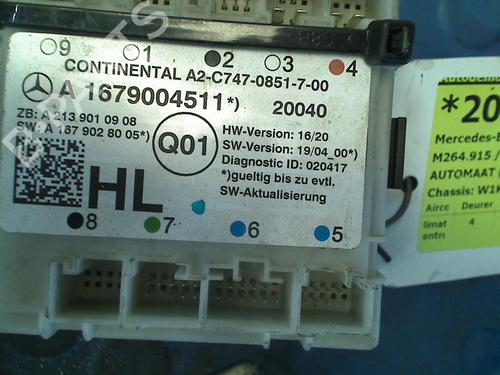 9 1 2 3 4
CONTINENTAL A2-C747-0851-7-00
A 1679004511*) 20040
ZB: A 213 901 09 08
SW: A 167 902 80 05*)
Q01
HW-Version: 16/20
SW-Version: 19/04_00*)
Diagnostic ID: 020417
*)gueltig bis zu evtl.
SW-Aktualisierung
HL
8 7 6 5
*20
Mercedes-
M264.915
AUTOMAAT
Chassis: W1
Airco Deurer
4